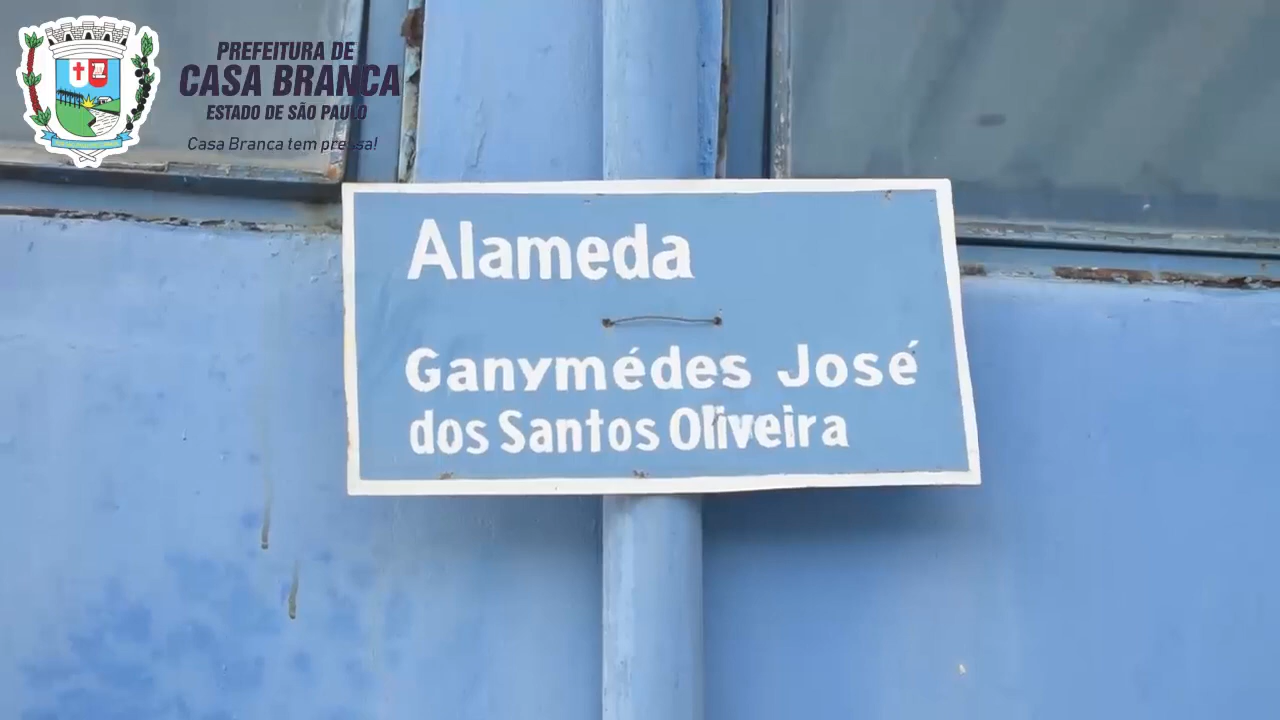 PREFEITURA DE
CASA BRANCA
ESTADO DE SÃO PAULO
Casa Branca tem pressa!
Alameda
Ganymédes José
dos Santos Oliveira